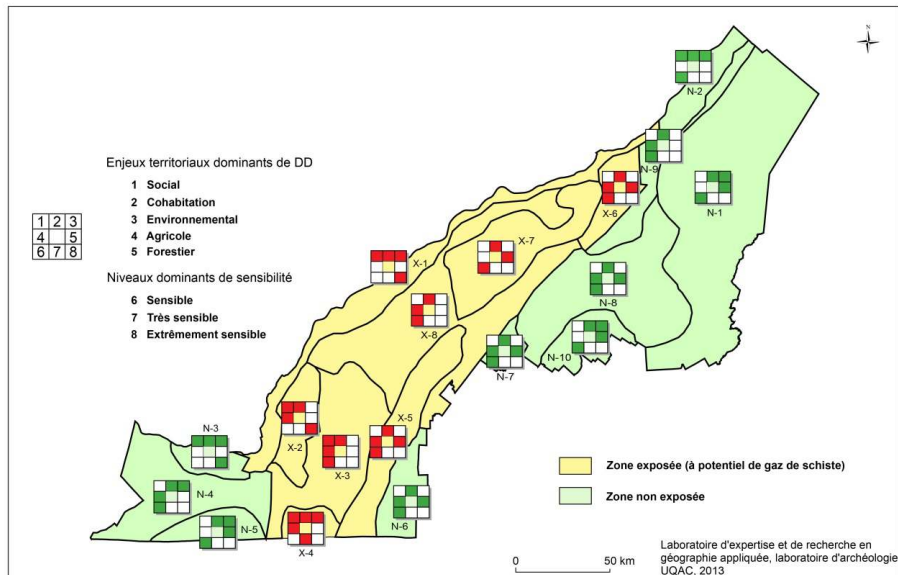 N
N-2
N-9
N-1
X-6
X-7
X-1
N-8
X-8
N-10
N-7
X-5
N-3
X-2
X-3
N-4
N-5
N-6
X-4
Enjeux territoriaux dominants de DD
1 Social
2 Cohabitation
3 Environnemental
4 Agricole
5 Forestier
1 2 3
4 5
6 7 8
Niveaux dominants de sensibilité
6 Sensible
7 Très sensible
8 Extrêmement sensible
Zone exposée (à potentiel de gaz de schiste)
Zone non exposée
0 50 km
Laboratoire d'expertise et de recherche en
géographie appliquée, laboratoire d'archéologie
UQAC, 2013